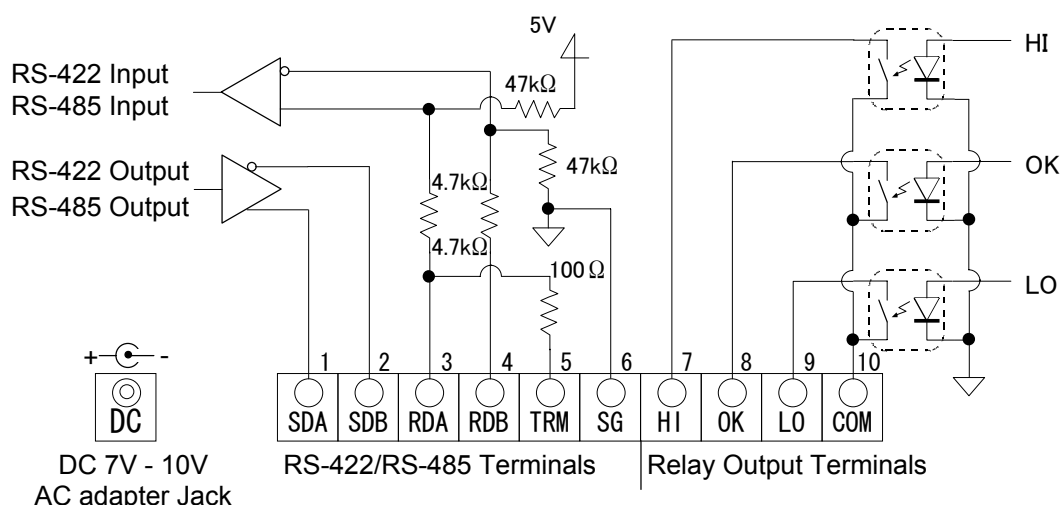 5V
HI
RS-422 Input
RS-485 Input
47kΩ
RS-422 Output
RS-485 Output
47kΩ
OK
4.7kΩ
4.7kΩ
100Ω
LO
+ -
1 2 3 4 5 6 7 8 9 10
DC
SDA SDB RDA RDB TRM SG HI OK LO COM
DC 7V - 10V
AC adapter Jack
RS-422/RS-485 Terminals
Relay Output Terminals